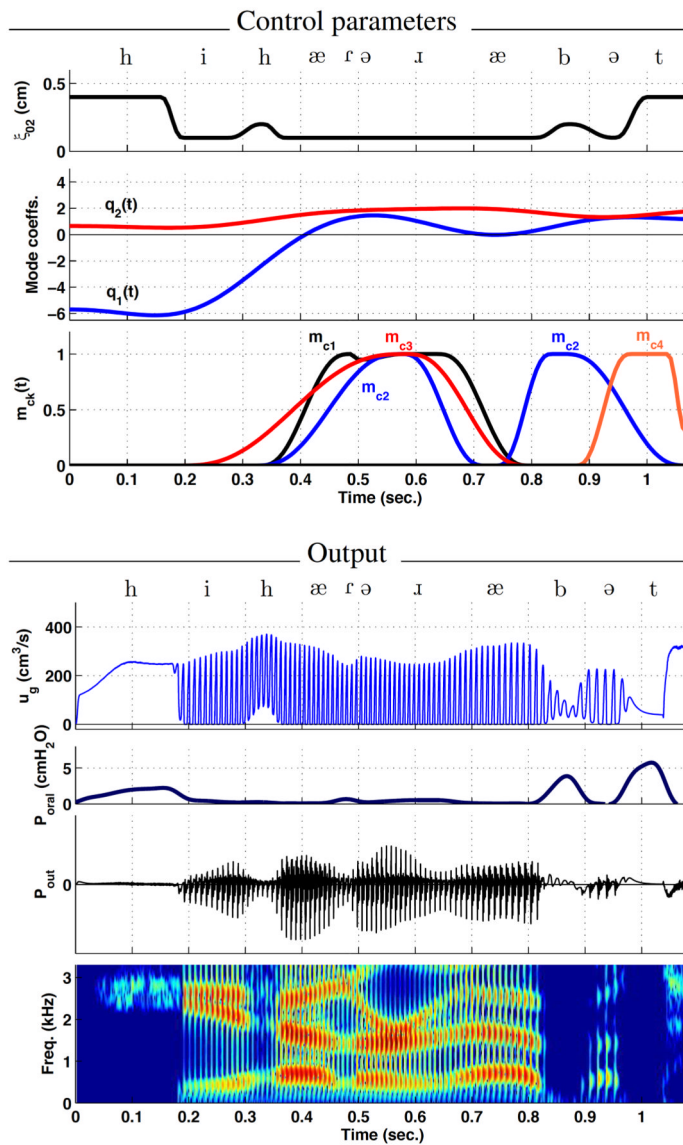 Control parameters
h i h æ ɾ ə ɹ æ b ə t
0.5
0
ξ02 (cm)
4
2
0
−2
−4
−6
Mode coeffs.
q2(t)
q1(t)
mc1 mc3 mc2 mc4
mc2
1
0.5
0
mck(t)
0 0.1 0.2 0.3 0.4 0.5 0.6 0.7 0.8 0.9 1
Time (sec.)
Output
h i h æ ɾ ə ɹ æ b ə t
400
200
0
ug (cm3/s)
5
0
Poral (cmH2O)
0
Pout
3
2
1
0
Freq. (kHz)
0 0.1 0.2 0.3 0.4 0.5 0.6 0.7 0.8 0.9 1
Time (sec.)